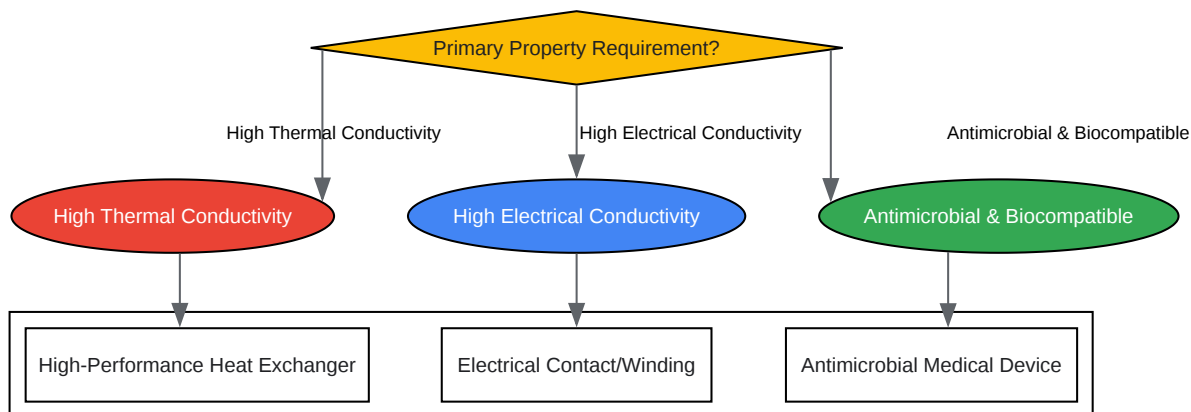 Primary Property Requirement?
High Thermal Conductivity
High Electrical Conductivity
Antimicrobial & Biocompatible
High Thermal Conductivity
High Electrical Conductivity
Antimicrobial & Biocompatible
High-Performance Heat Exchanger
Electrical Contact/Winding
Antimicrobial Medical Device